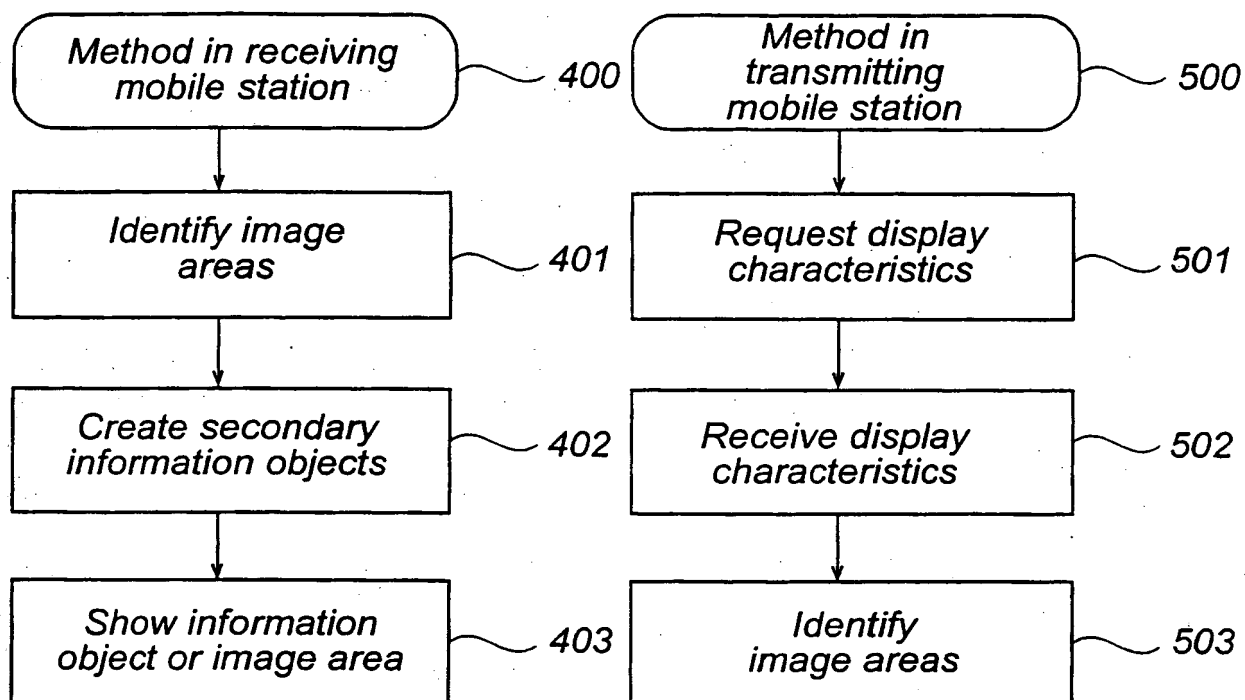 Method in receiving
mobile station
400
Identify image
areas
401
Create secondary
information objects
402
Show information
object or image area
403
Method in
transmitting
mobile station
500
Request display
characteristics
501
Receive display
characteristics
502
Identify
image areas
503